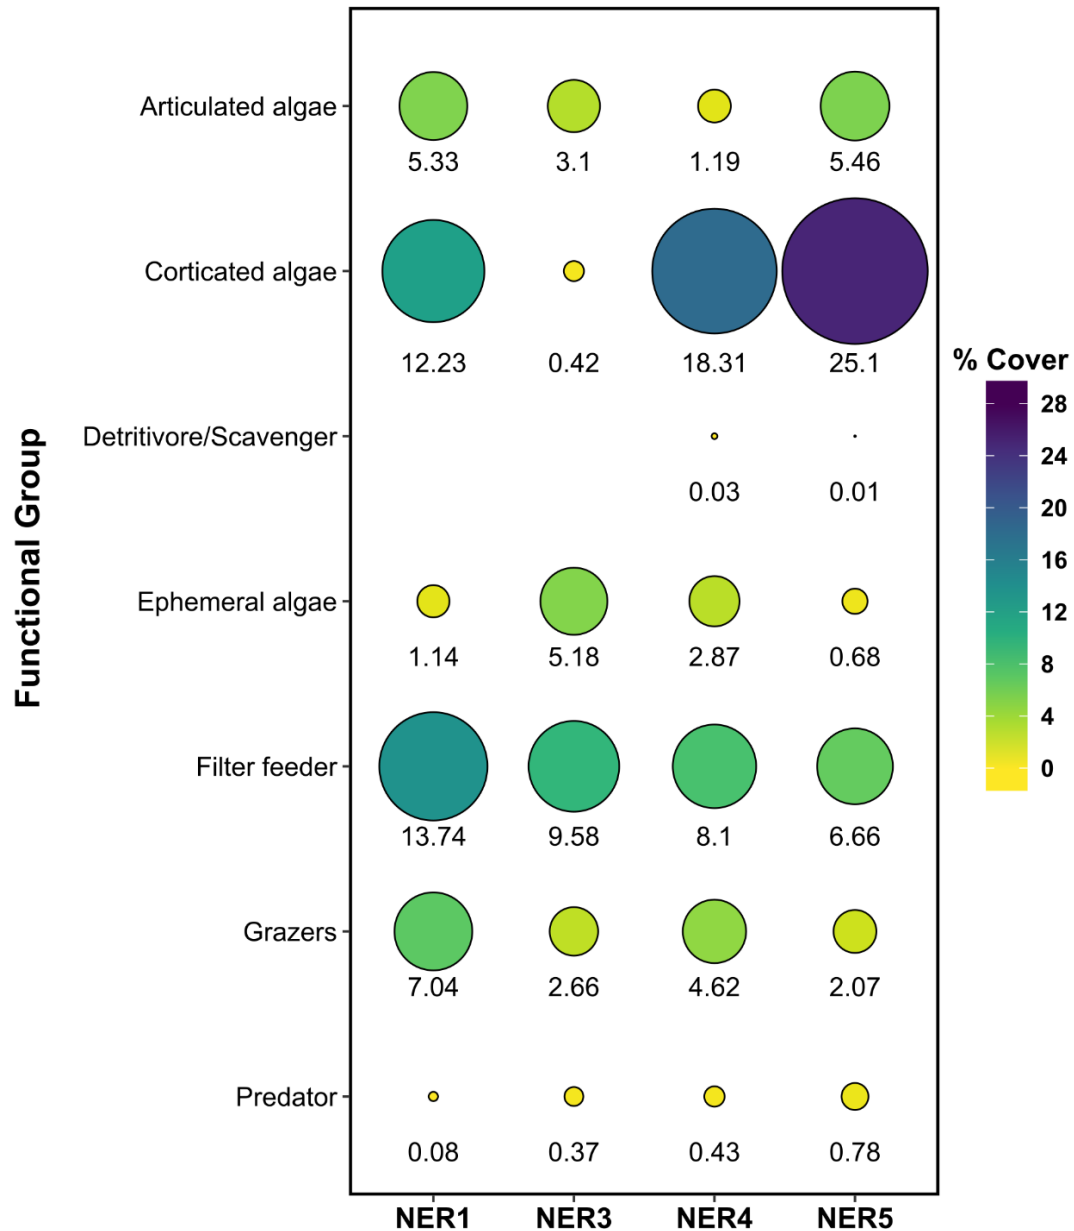 Functional Group
Articulated algae
5.33 3.1 1.19 5.46
Corticated algae
12.23 0.42 18.31 25.1
Detritivore/Scavenger
0.03 0.01
Ephemeral algae
1.14 5.18 2.87 0.68
Filter feeder
13.74 9.58 8.1 6.66
Grazers
7.04 2.66 4.62 2.07
Predator
0.08 0.37 0.43 0.78
NER1 NER3 NER4 NER5
% Cover
28
24
20
16
12
8
4
0